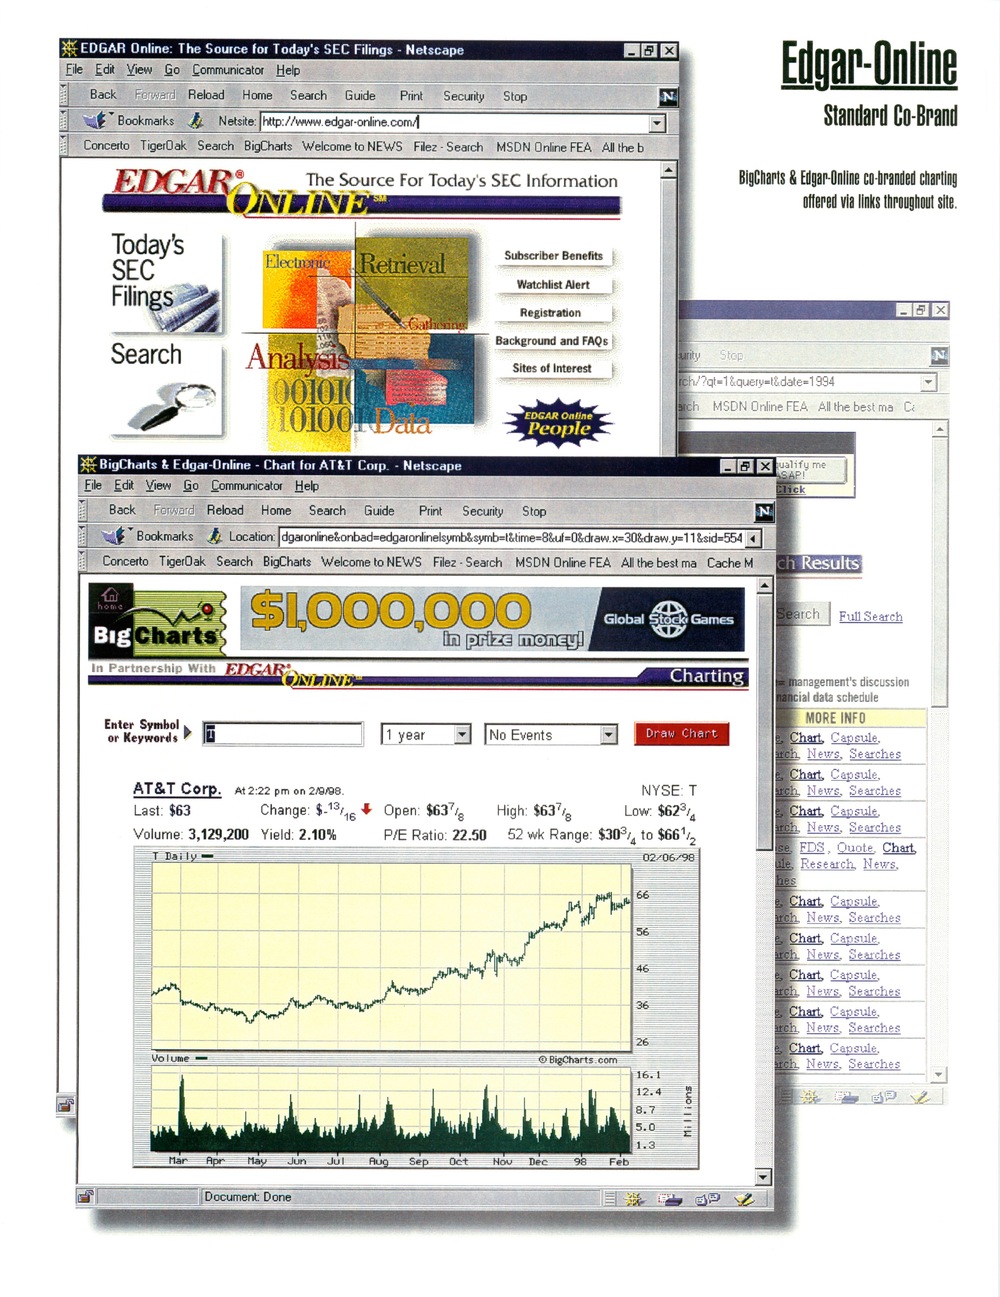 EDGAR Online: The Source for Today's SEC Filings - Netscape
File Edit View Go Communicator Help
Back Forward Reload Home Search Guide Print Security Stop
N
Bookmarks Netsite: http://www.edgar-online.com/
Concerto TigerOak Search BigCharts Welcome to NEWS Filez - Search MSDN Online FEA All the b
EDGAR® ONLINE SM
The Source For Today's SEC Information
Today's
SEC
Filings
Search
Electronic Retrieval
Gathering
Analysis
00101
10100
Data
Subscriber Benefits
Watchlist Alert
Registration
Background and FAQs
Sites of Interest
EDGAR Online
People
Edgar-Online
Standard Co-Brand
BigCharts & Edgar-Online co-branded charting
offered via links throughout site.
urity Stop
N
rch/?qt=1&query=t&date=1994
arch MSDN Online FEA All the best ma Ca
ualify me
ASAP!
Click
ch Results
Search Full Search
= management's discussion
nancial data schedule
MORE INFO
e, Chart, Capsule,
arch, News, Searches
e, Chart, Capsule,
arch, News, Searches
e, Chart, Capsule,
arch, News, Searches
se, FDS , Quote, Chart,
ule, Research, News,
hes
e, Chart, Capsule,
arch, News, Searches
e, Chart, Capsule,
arch, News, Searches
e, Chart, Capsule,
arch, News, Searches
e, Chart, Capsule,
arch, News, Searches
e, Chart, Capsule,
arch, News, Searches
BigCharts & Edgar-Online - Chart for AT&T Corp. - Netscape
File Edit View Go Communicator Help
Back Forward Reload Home Search Guide Print Security Stop
N
Bookmarks Location: dgaronline&onbad=edgaronline|symb&symb=t&time=8&uf=0&draw.x=30&draw.y=11&sid=554
Concerto TigerOak Search BigCharts Welcome to NEWS Filez - Search MSDN Online FEA All the best ma Cache M
home
BigCharts
$1,000,000
in prize money!
Global Stock Games
In Partnership With EDGAR® ONLINE
Charting
Enter Symbol
or Keywords
1 year No Events Draw Chart
AT&T Corp. At 2:22 pm on 2/9/98. NYSE: T
Last: $63 Change: $-13/16 Open: $63 7/8 High: $63 7/8 Low: $62 3/4
Volume: 3,129,200 Yield: 2.10% P/E Ratio: 22.50 52 wk Range: $30 3/4 to $66 1/2
T Daily 02/06/98
66
56
46
36
26
Volume © BigCharts.com
16.1
12.4
8.7
5.0
1.3
Millions
Mar Apr May Jun Jul Aug Sep Oct Nov Dec 98 Feb
Document: Done